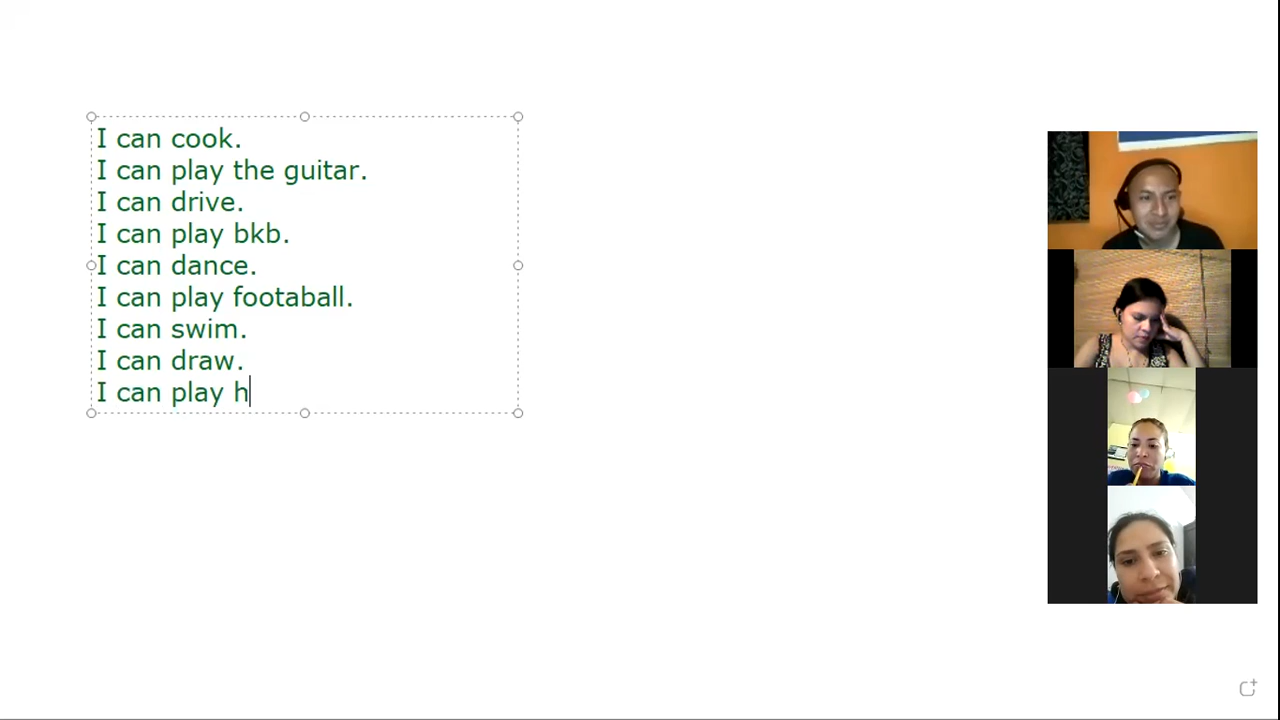 I can cook.
I can play the guitar.
I can drive.
I can play bkb.
I can dance.
I can play footaball.
I can swim.
I can draw.
I can play h